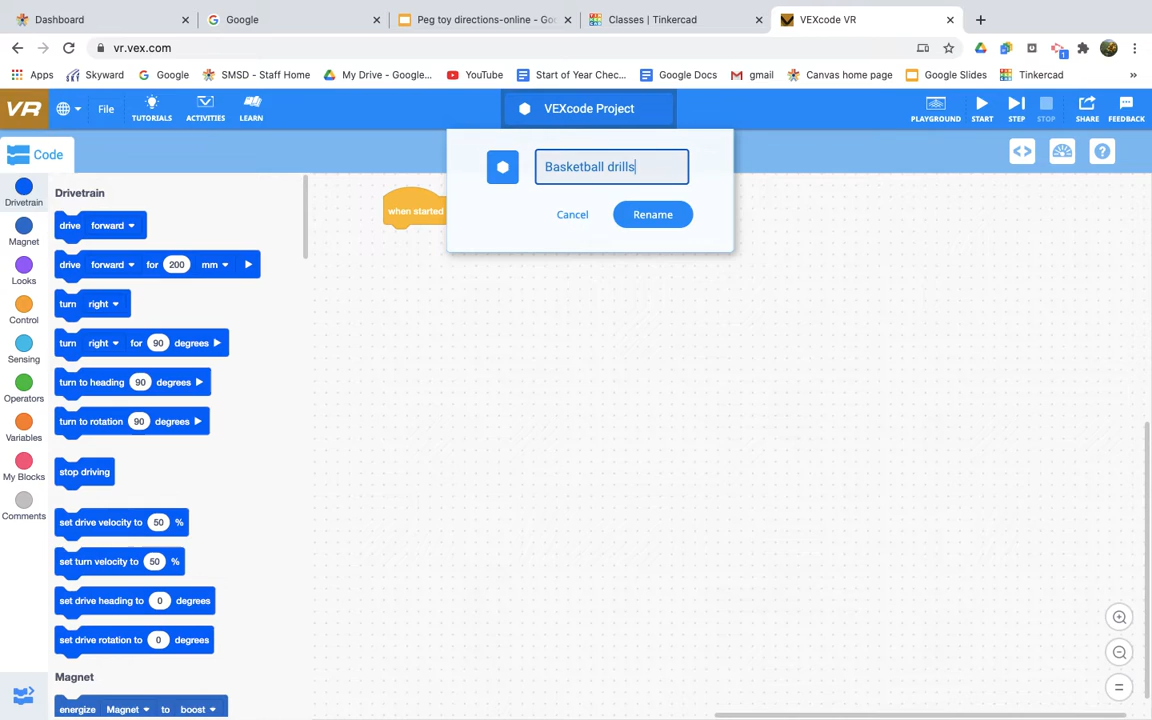 Dashboard × Google × Peg toy directions-online - Goo × Classes | Tinkercad × VEXcode VR × +
vr.vex.com 1
Apps Skyward Google SMSD - Staff Home My Drive - Google... YouTube Start of Year Chec... Google Docs gmail Canvas home page Google Slides Tinkercad »
VR File TUTORIALS ACTIVITIES LEARN VEXcode Project PLAYGROUND START STEP STOP SHARE FEEDBACK
Code <> ?
Basketball drills
Cancel Rename
when started
Drivetrain
Magnet
Looks
Control
Sensing
Operators
Variables
My Blocks
Comments
Drivetrain
drive forward
drive forward for 200 mm
turn right
turn right for 90 degrees
turn to heading 90 degrees
turn to rotation 90 degrees
stop driving
set drive velocity to 50 %
set turn velocity to 50 %
set drive heading to 0 degrees
set drive rotation to 0 degrees
Magnet
energize Magnet to boost